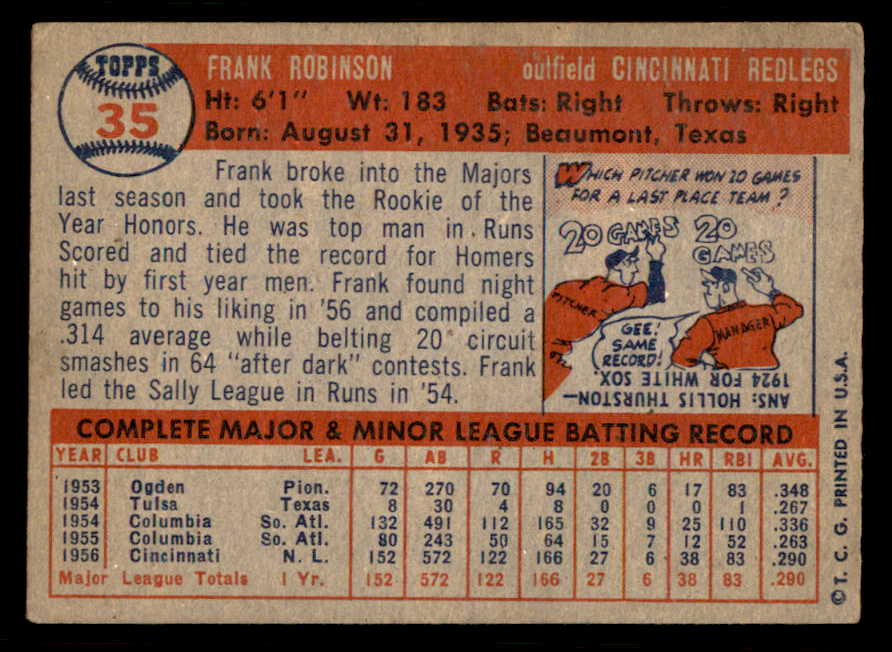 TOPPS
35
FRANK ROBINSON outfield CINCINNATI REDLEGS
Ht: 6'1" Wt: 183 Bats: Right Throws: Right
Born: August 31, 1935; Beaumont, Texas
Frank broke into the Majors
last season and took the Rookie of the
Year Honors. He was top man in Runs
Scored and tied the record for Homers
hit by first year men. Frank found night
games to his liking in '56 and compiled a
.314 average while belting 20 circuit
smashes in 64 "after dark" contests. Frank
led the Sally League in Runs in '54.
WHICH PITCHER WON 20 GAMES
FOR A LAST PLACE TEAM?
20 GAMES
20
GAMES
PITCHER
MANAGER
GEE!
SAME
RECORD!
ANS: HOLLIS THURSTON—
1924 FOR WHITE SOX.
COMPLETE MAJOR & MINOR LEAGUE BATTING RECORD
YEAR CLUB LEA. G AB R H 2B 3B HR RBI AVG.
1953 Ogden Pion. 72 270 70 94 20 6 17 83 .348
1954 Tulsa Texas 8 30 4 8 0 0 0 1 .267
1954 Columbia So. Atl. 132 491 112 165 32 9 25 110 .336
1955 Columbia So. Atl. 80 243 50 64 15 7 12 52 .263
1956 Cincinnati N. L. 152 572 122 166 27 6 38 83 .290
Major League Totals 1 Yr. 152 572 122 166 27 6 38 83 .290
©T. C. G. PRINTED IN U.S.A.